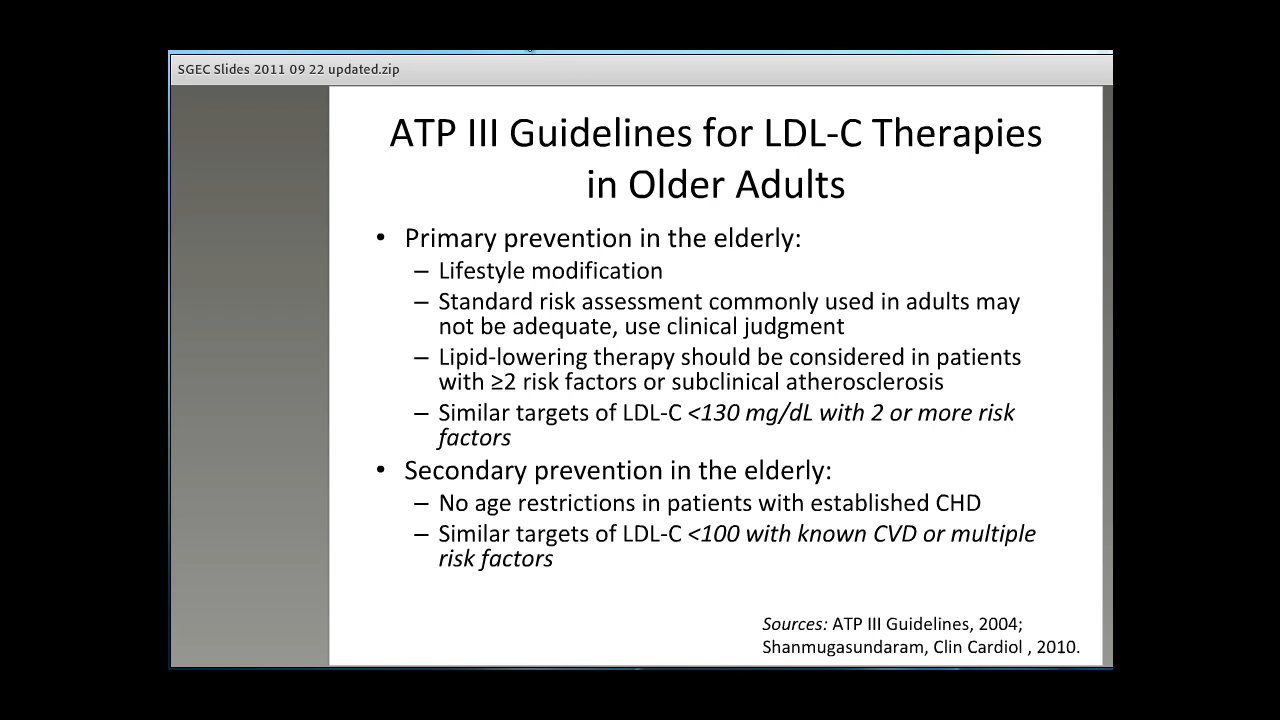 SGEC Slides 2011 09 22 updated.zip
ATP III Guidelines for LDL-C Therapies
in Older Adults
• Primary prevention in the elderly:
– Lifestyle modification
– Standard risk assessment commonly used in adults may
not be adequate, use clinical judgment
– Lipid-lowering therapy should be considered in patients
with ≥2 risk factors or subclinical atherosclerosis
– Similar targets of LDL-C <130 mg/dL with 2 or more risk
factors
• Secondary prevention in the elderly:
– No age restrictions in patients with established CHD
– Similar targets of LDL-C <100 with known CVD or multiple
risk factors
Sources: ATP III Guidelines, 2004;
Shanmugasundaram, Clin Cardiol , 2010.